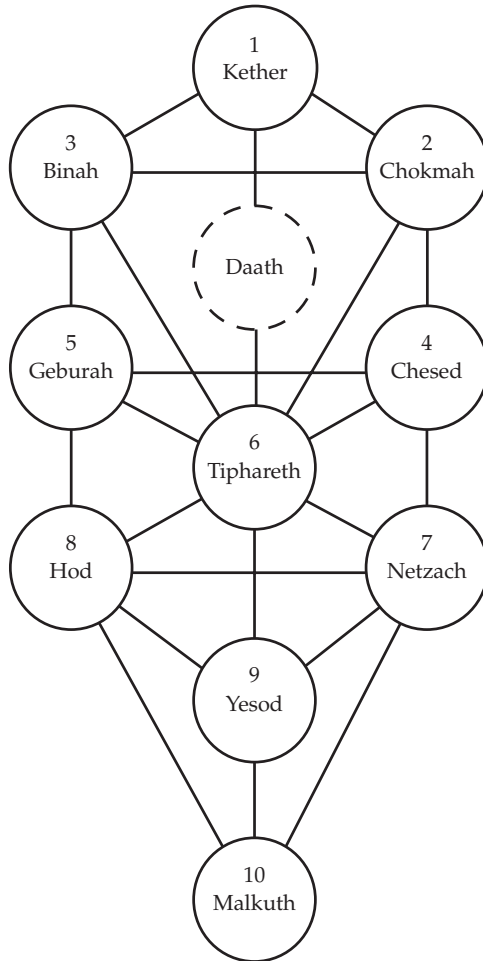 1
Kether
3
Binah
2
Chokmah
Daath
5
Geburah
4
Chesed
6
Tiphareth
8
Hod
7
Netzach
9
Yesod
10
Malkuth